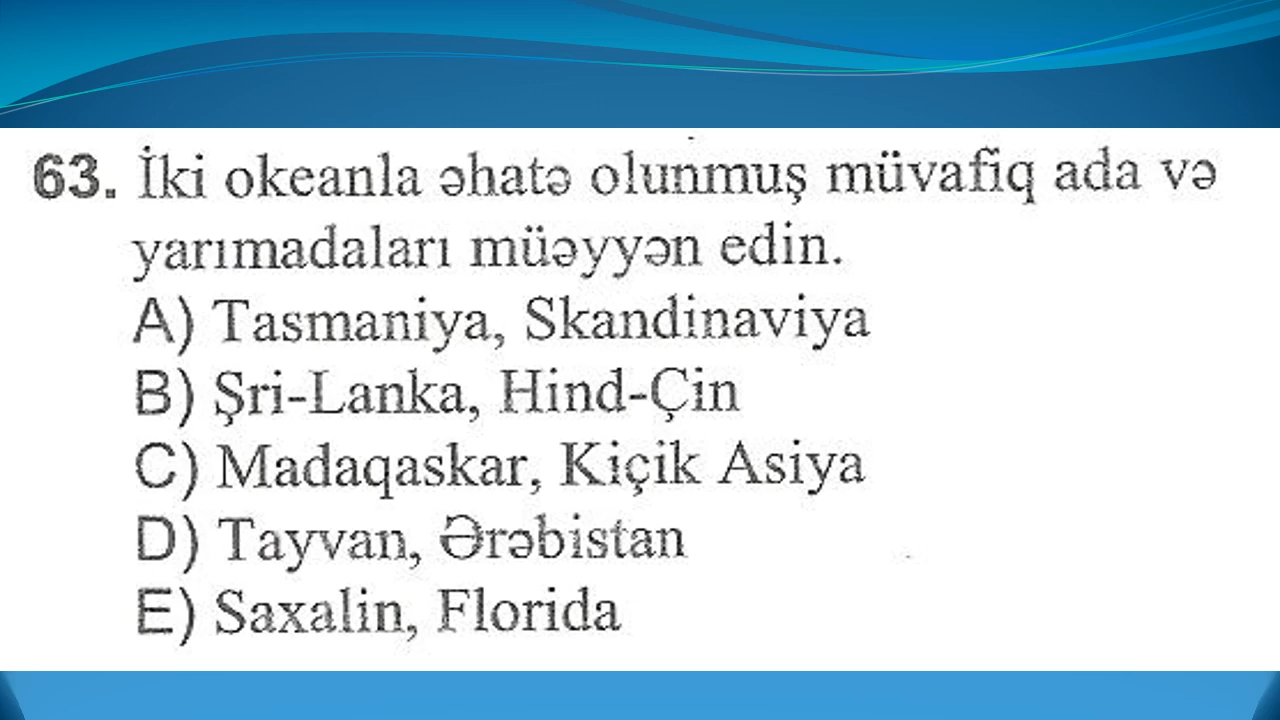 63. İki okeanla əhatə olunmuş müvafiq ada və
yarımadaları müəyyən edin.
A) Tasmaniya, Skandinaviya
B) Şri-Lanka, Hind-Çin
C) Madaqaskar, Kiçik Asiya
D) Tayvan, Ərəbistan
E) Saxalin, Florida